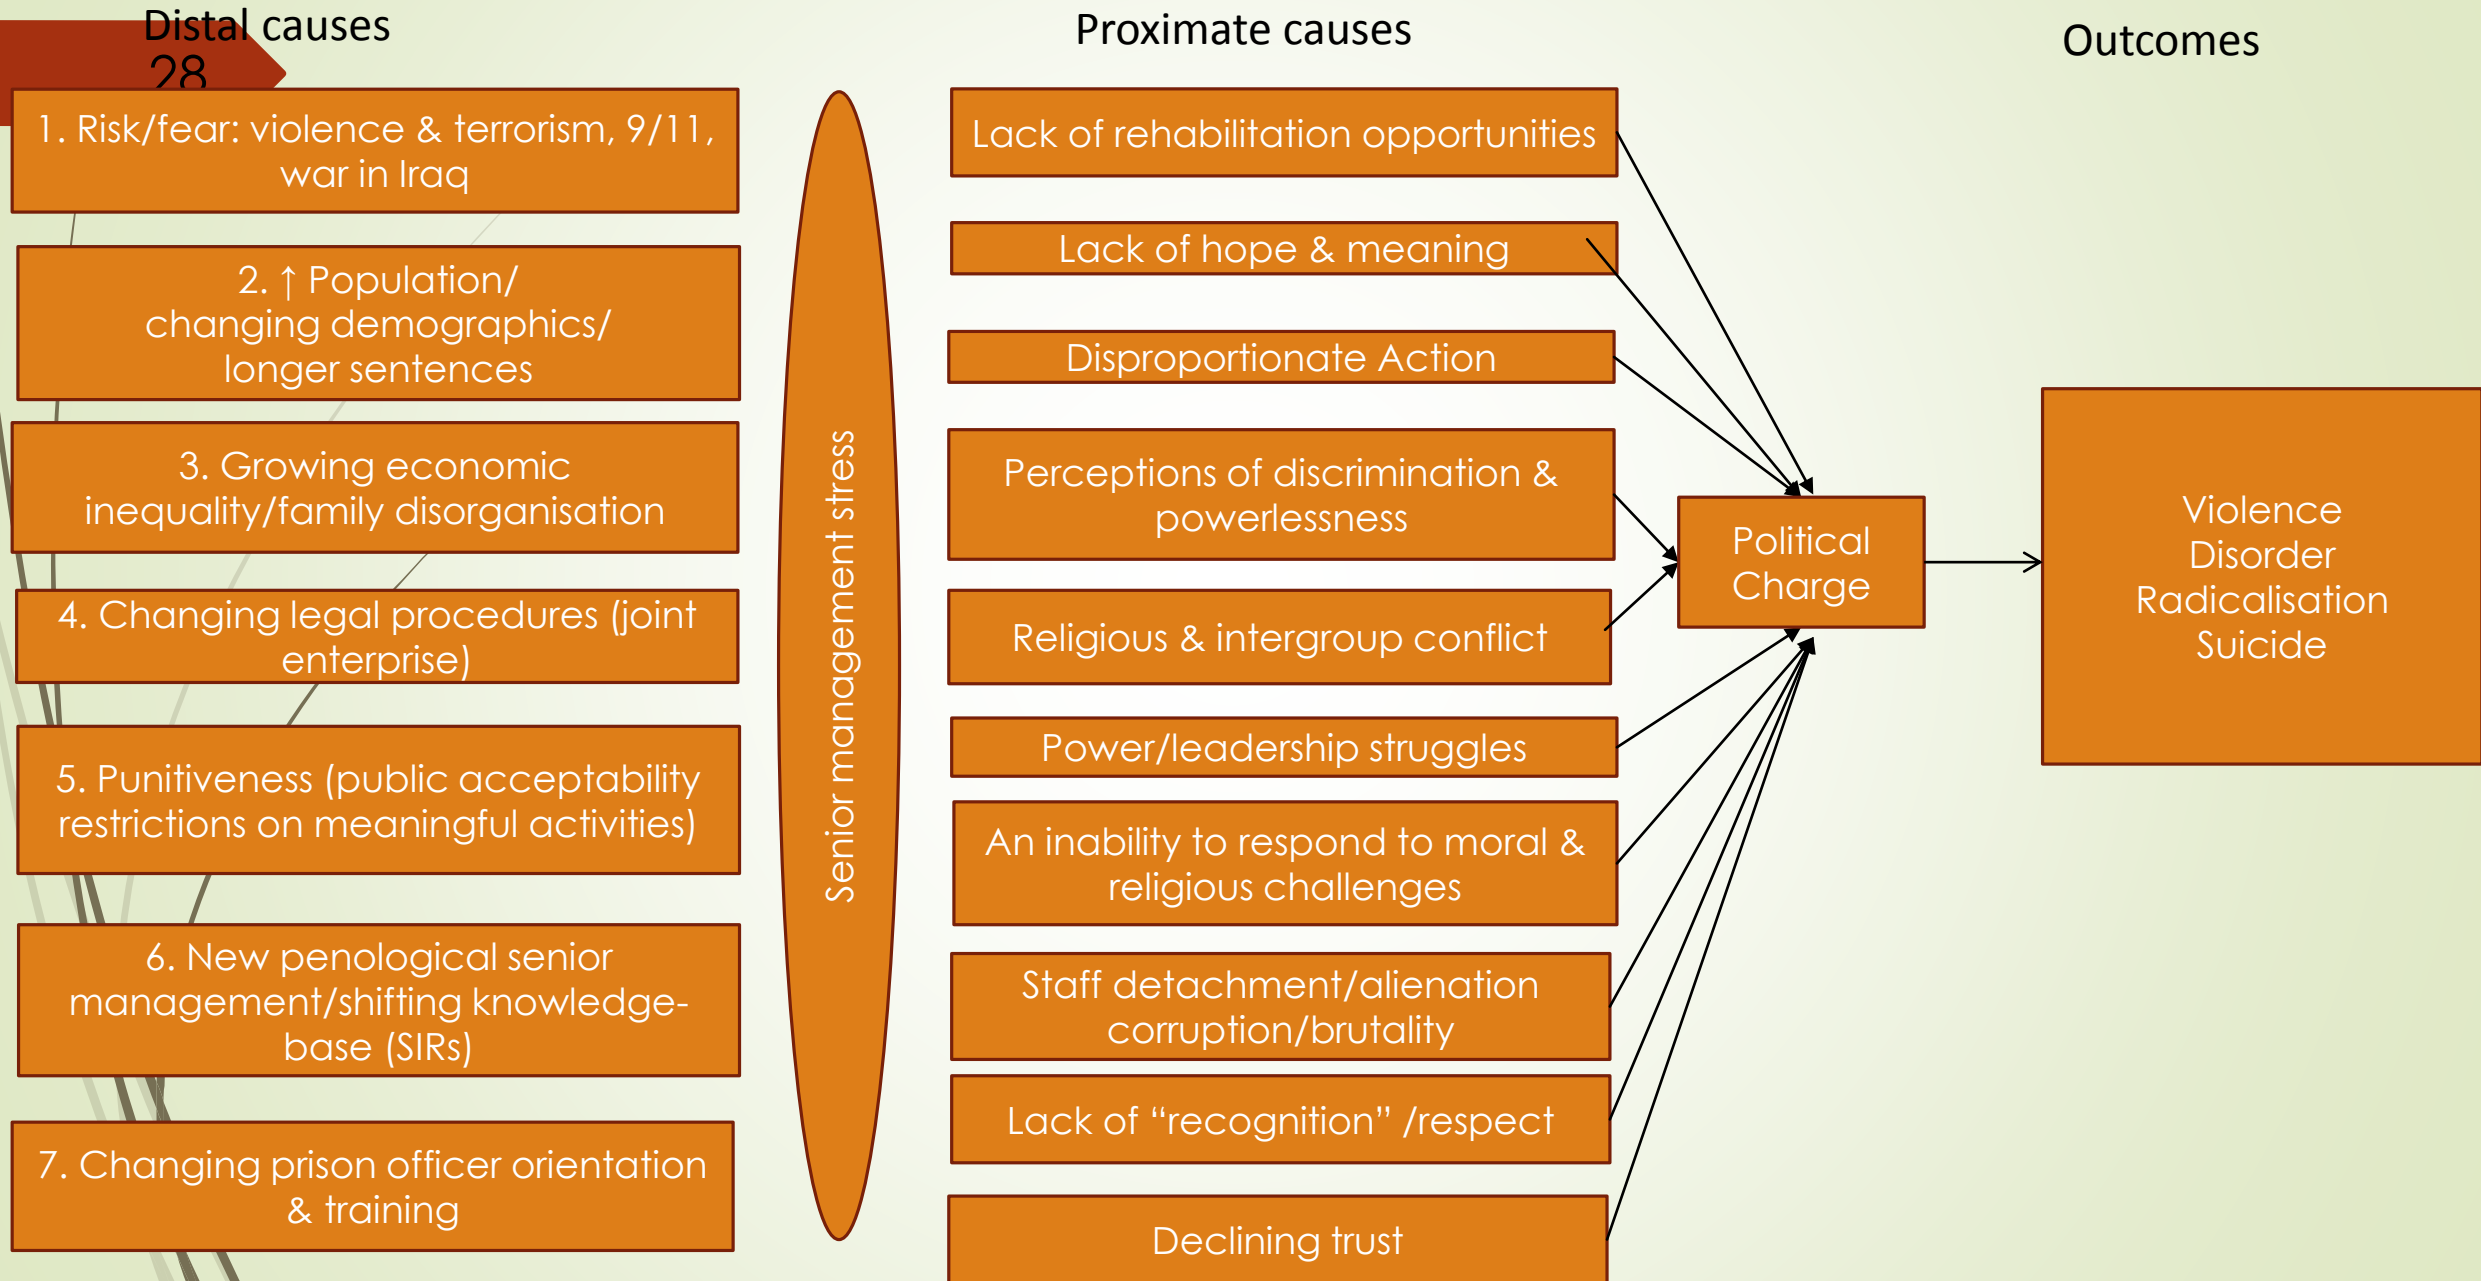 Distal causes
28
1. Risk/fear: violence & terrorism, 9/11,
war in Iraq
2. ↑ Population/
changing demographics/
longer sentences
3. Growing economic
inequality/family disorganisation
4. Changing legal procedures (joint
enterprise)
5. Punitiveness (public acceptability
restrictions on meaningful activities)
6. New penological senior
management/shifting knowledge-
base (SIRs)
7. Changing prison officer orientation
& training
Senior management stress
Proximate causes
Lack of rehabilitation opportunities
Lack of hope & meaning
Disproportionate Action
Perceptions of discrimination &
powerlessness
Religious & intergroup conflict
Power/leadership struggles
An inability to respond to moral &
religious challenges
Staff detachment/alienation
corruption/brutality
Lack of “recognition” /respect
Declining trust
Political
Charge
Outcomes
Violence
Disorder
Radicalisation
Suicide